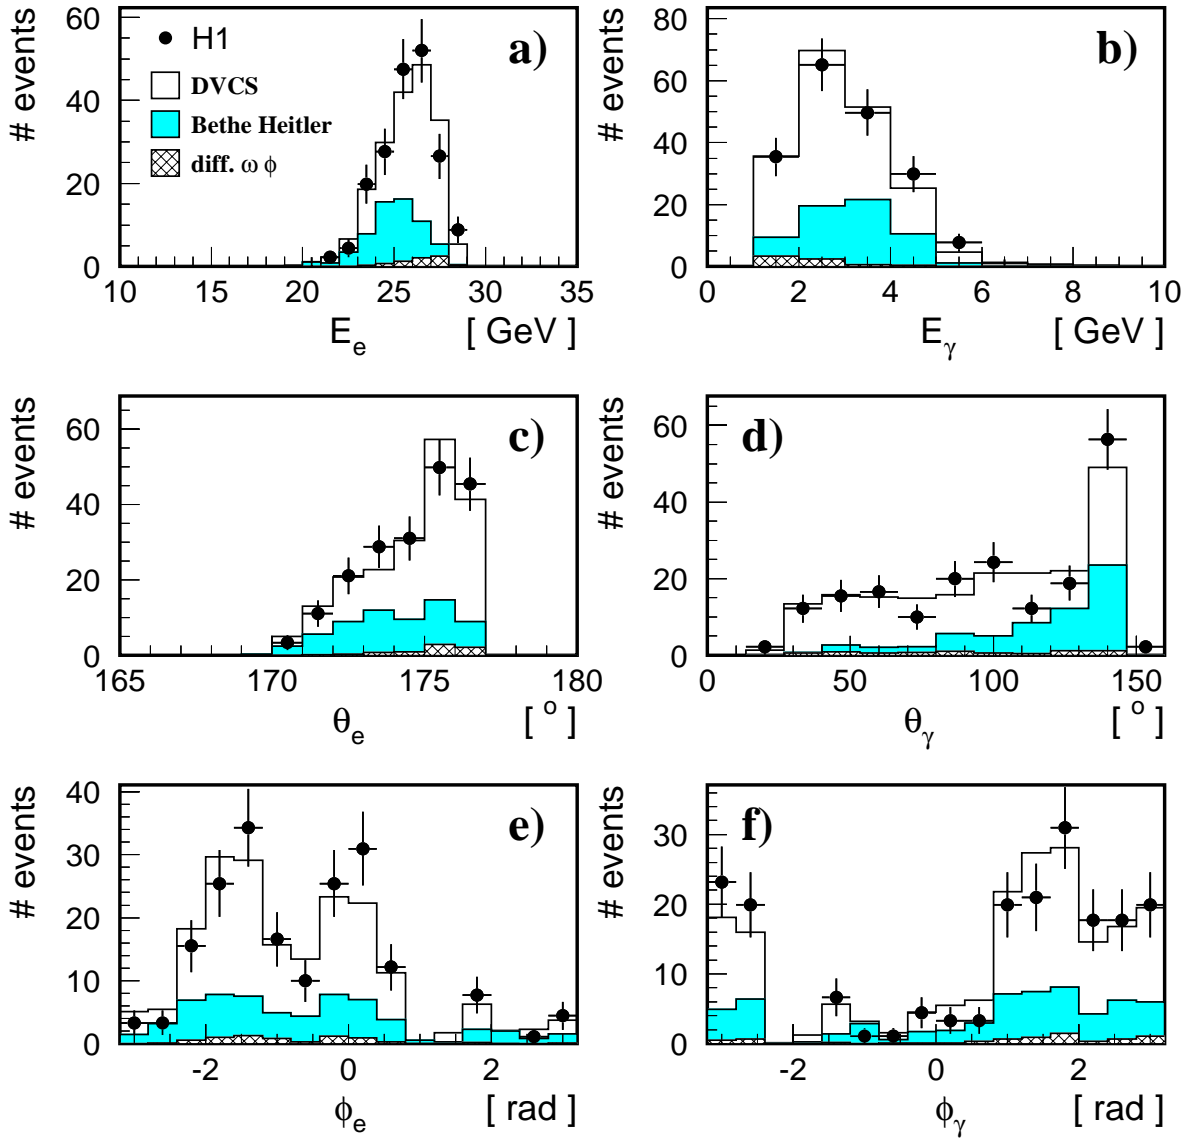 # events
60
40
20
0
H1
DVCS
Bethe Heitler
diff. ω ϕ
a)
10 15 20 25 30 35
E_e [ GeV ]
# events
80
60
40
20
0
b)
0 2 4 6 8 10
E_γ [ GeV ]
# events
60
40
20
0
c)
165 170 175 180
θ_e [ ° ]
# events
60
40
20
0
d)
0 50 100 150
θ_γ [ ° ]
# events
40
30
20
10
0
e)
-2 0 2
ϕ_e [ rad ]
# events
30
20
10
0
f)
-2 0 2
ϕ_γ [ rad ]